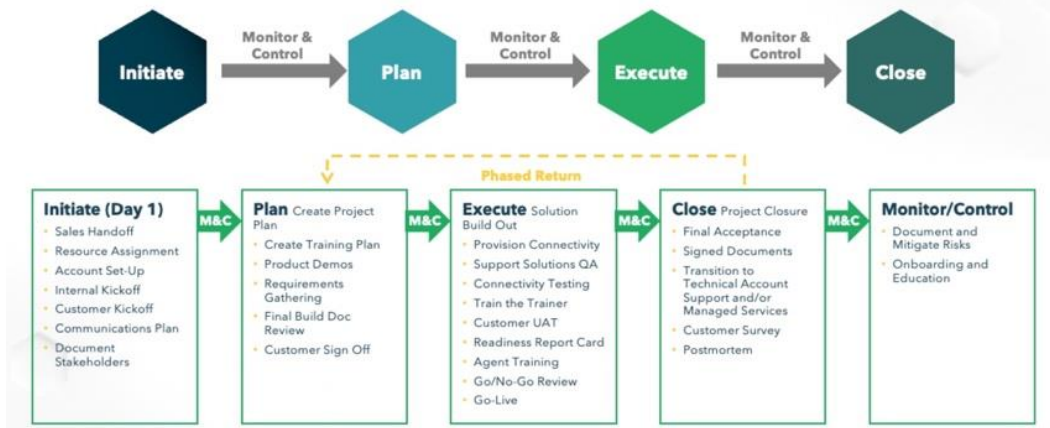 Monitor &
Control
Monitor &
Control
Monitor &
Control
Initiate
Plan
Execute
Close
Phased Return
Initiate (Day 1)
• Sales Handoff
• Resource Assignment
• Account Set-Up
• Internal Kickoff
• Customer Kickoff
• Communications Plan
• Document
Stakeholders
M&C
Plan Create Project
Plan
• Create Training Plan
• Product Demos
• Requirements
Gathering
• Final Build Doc
Review
• Customer Sign Off
M&C
Execute Solution
Build Out
• Provision Connectivity
• Support Solutions QA
• Connectivity Testing
• Train the Trainer
• Customer UAT
• Readiness Report Card
• Agent Training
• Go/No-Go Review
• Go-Live
M&C
Close Project Closure
• Final Acceptance
• Signed Documents
• Transition to
Technical Account
Support and/or
Managed Services
• Customer Survey
• Postmortem
M&C
Monitor/Control
• Document and
Mitigate Risks
• Onboarding and
Education